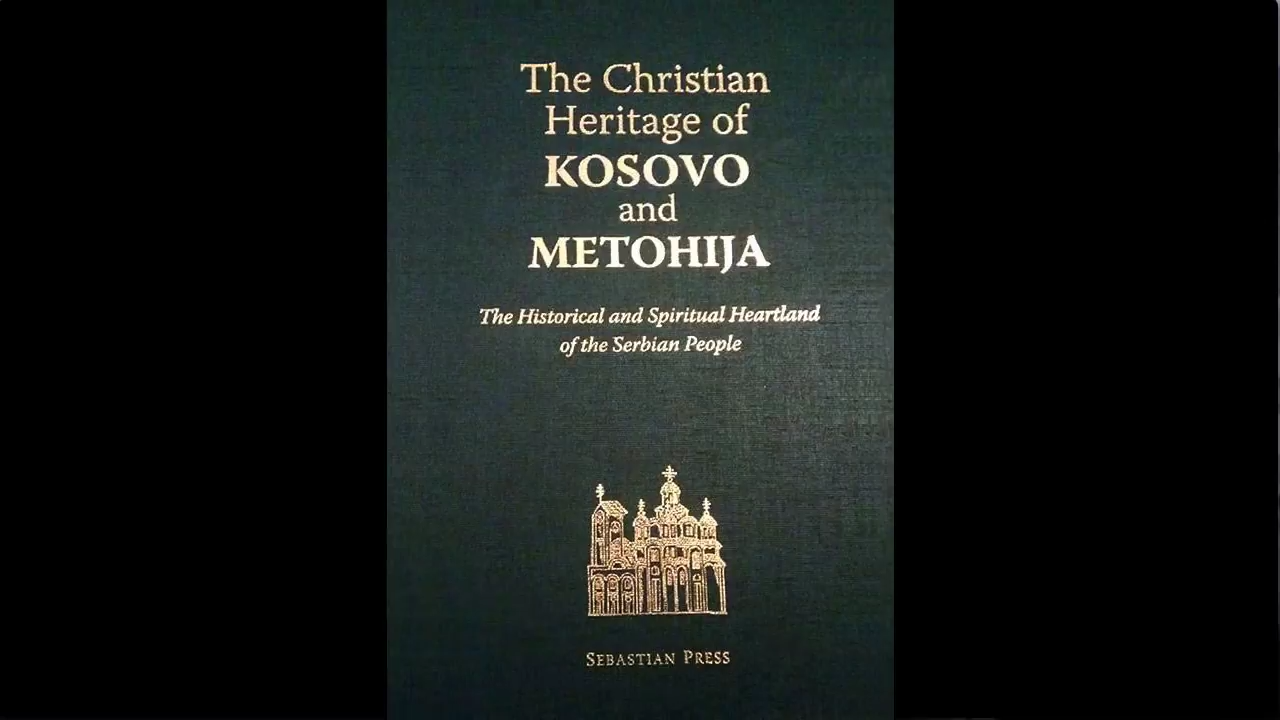 The Christian
Heritage of
KOSOVO
and
METOHIJA
The Historical and Spiritual Heartland
of the Serbian People
SEBASTIAN PRESS